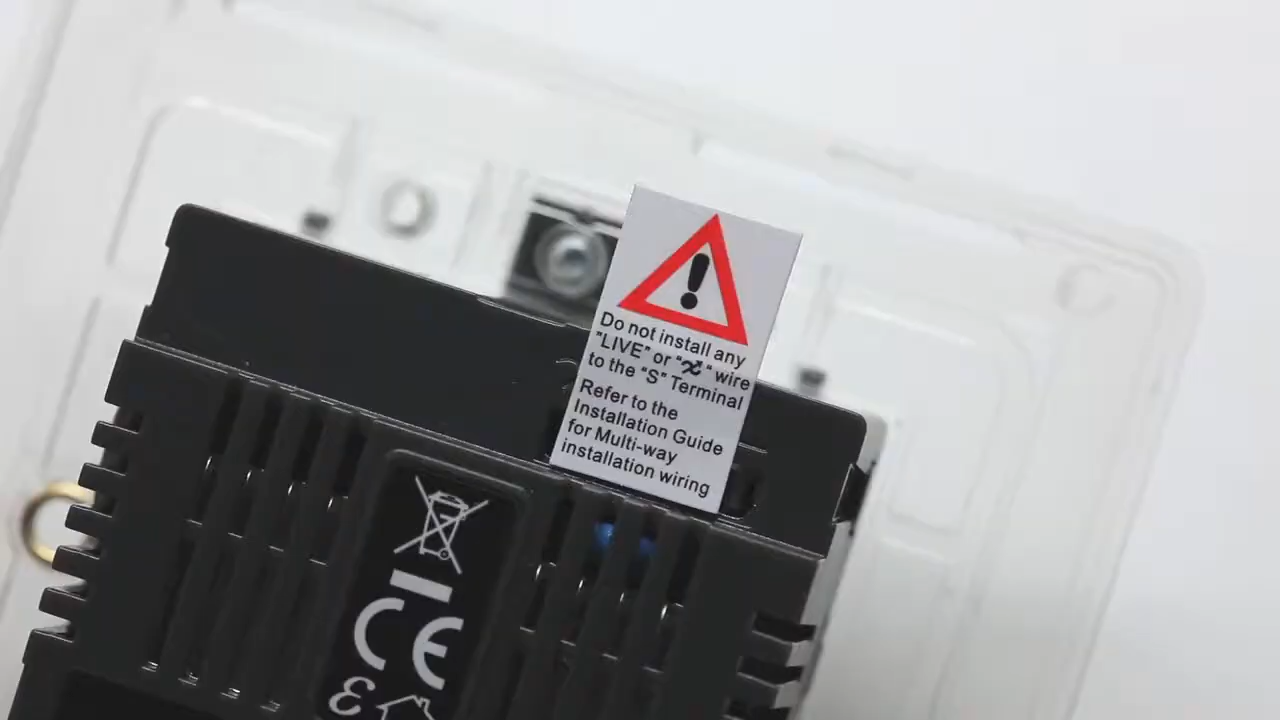 Do not install any
"LIVE" or "⌁" wire
to the "S" Terminal
Refer to the
Installation Guide
for Multi-way
installation wiring
CE